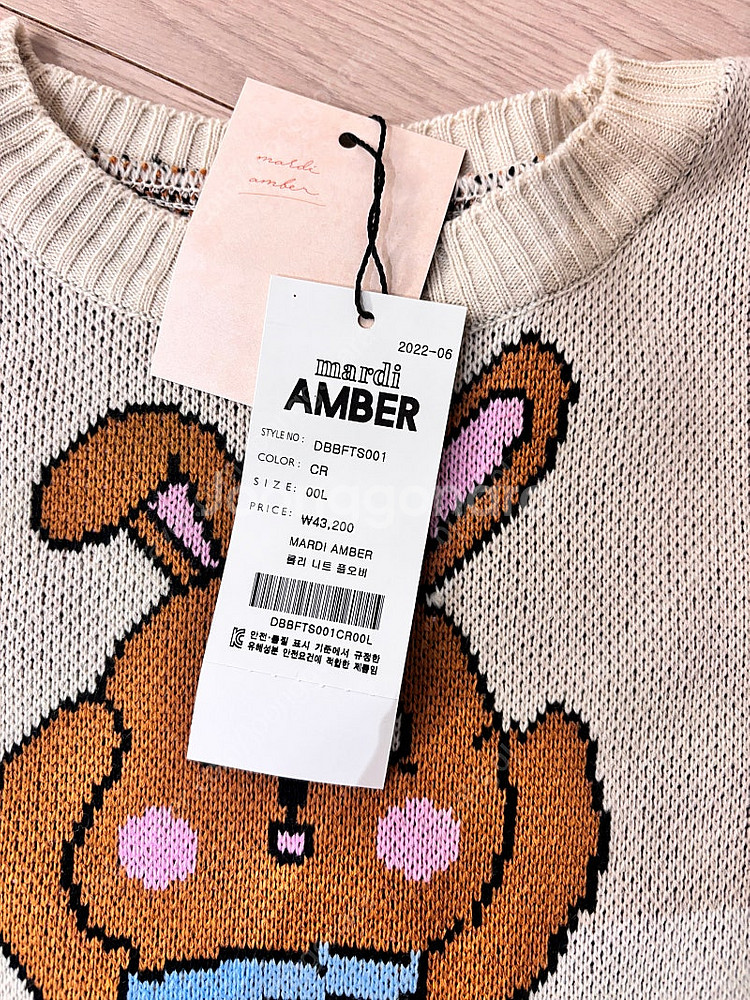 mardi
amber
2022-06
mardi
AMBER
STYLE NO: DBBFTS001
COLOR: CR
SIZE: 00L
PRICE: ₩43,200
MARDI AMBER
롤리 니트 풀오버
DBBFTS001CR00L
안전·품질 표시 기준에서 규정한
유해성분 안전요건에 적합한 제품임